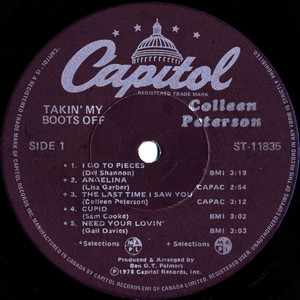 Capitol
REGISTERED TRADE MARK
TAKIN' MY
BOOTS OFF
Colleen
Peterson
SIDE 1
ST-11835
1. I GO TO PIECES
(Del Shannon) BMI 3:19
2. ANGELINA
(Lisa Garber) CAPAC 2:54
3. THE LAST TIME I SAW YOU
(Colleen Peterson) CAPAC 3:12
4. CUPID
(Sam Cooke) BMI 3:02
5. NEED YOUR LOVIN'
(Gail Davies) BMI 3:03
*Selections
*Selections
Produced and Arranged by
Bee G.T. Palmers
℗1978 Capitol Records, Inc.